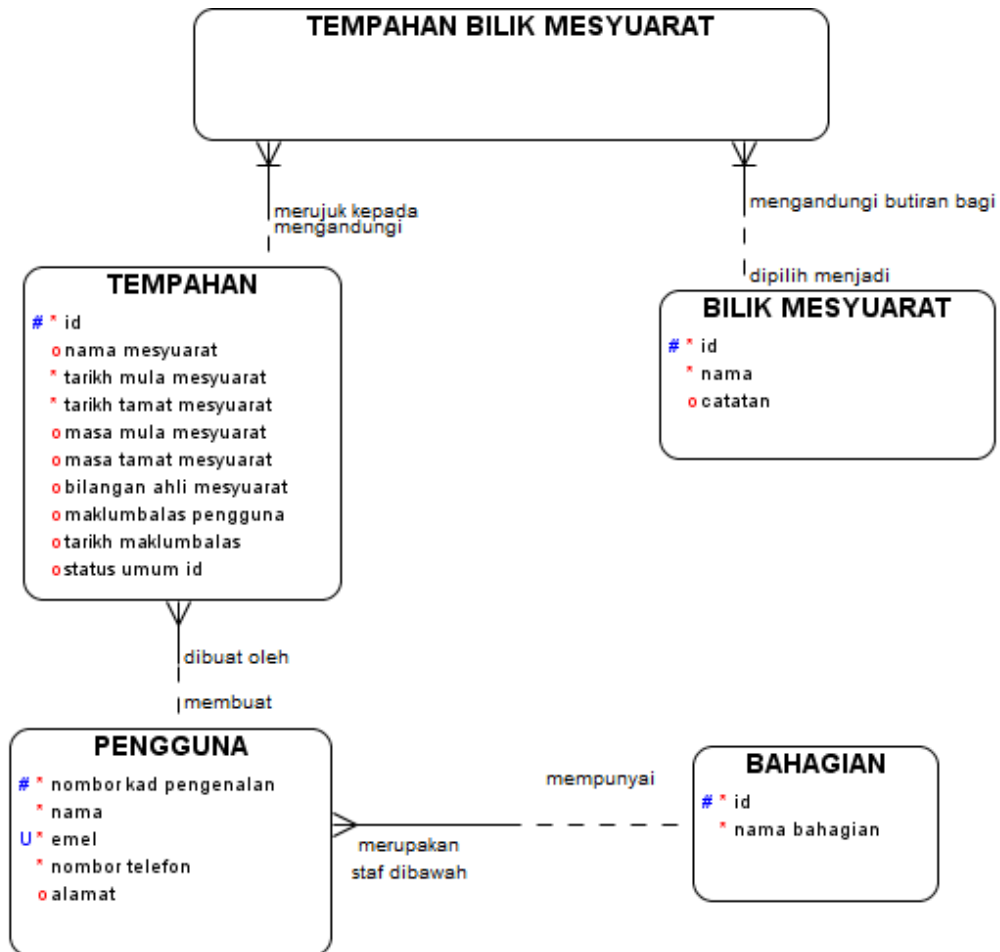 TEMPAHAN BILIK MESYUARAT
merujuk kepada
mengandungi
mengandungi butiran bagi
dipilih menjadi
TEMPAHAN
# * id
o nama mesyuarat
* tarikh mula mesyuarat
* tarikh tamat mesyuarat
o masa mula mesyuarat
o masa tamat mesyuarat
o bilangan ahli mesyuarat
o maklumbalas pengguna
o tarikh maklumbalas
o status umum id
BILIK MESYUARAT
# * id
* nama
o catatan
dibuat oleh
membuat
PENGGUNA
# * nombor kad pengenalan
* nama
U * emel
* nombor telefon
o alamat
mempunyai
merupakan
staf dibawah
BAHAGIAN
# * id
* nama bahagian